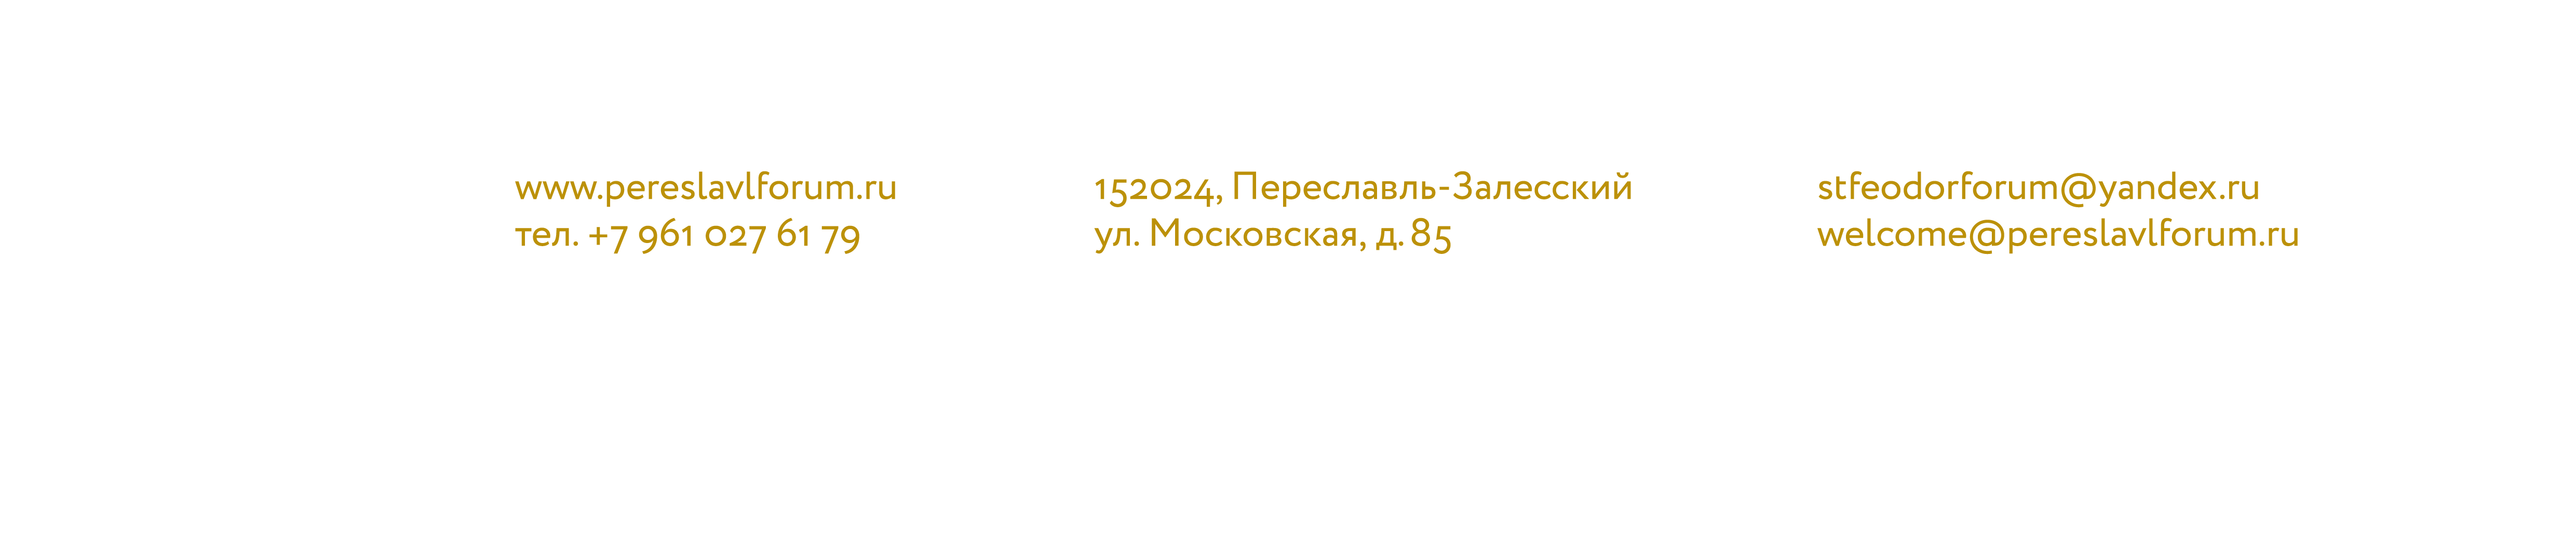 www.pereslavlforum.ru
тел. +7 961 027 61 79
152024, Переславль-Залесский
ул. Московская, д. 85
stfeodorforum@yandex.ru
welcome@pereslavlforum.ru